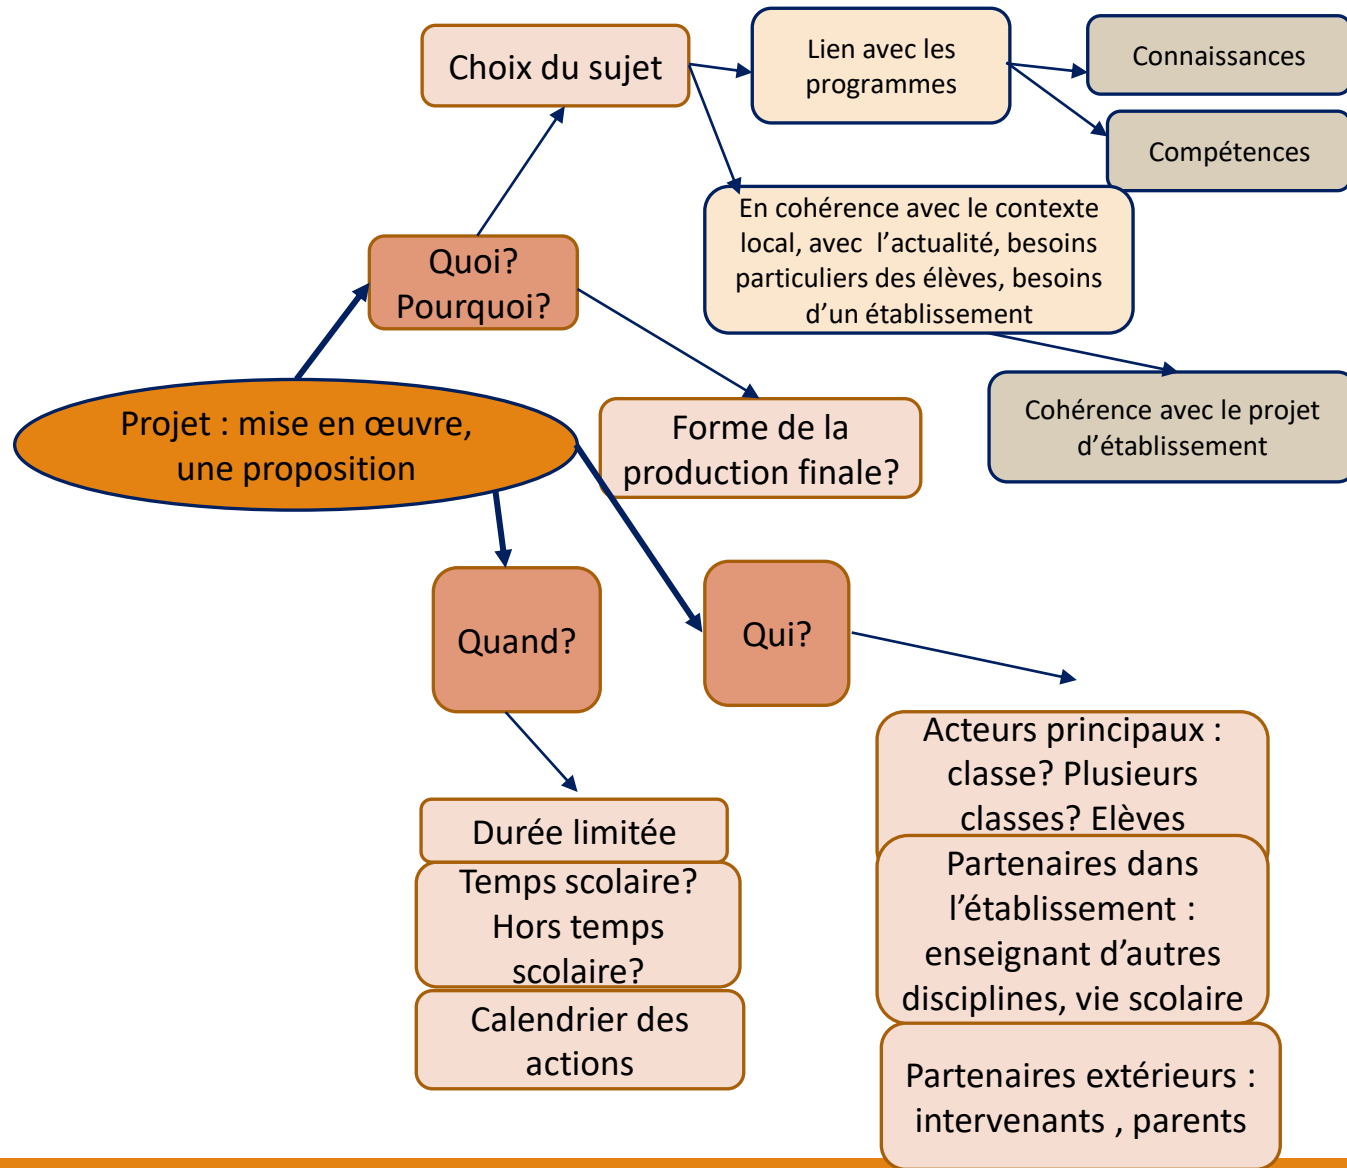 Choix du sujet
Lien avec les
programmes
Connaissances
Compétences
En cohérence avec le contexte
local, avec  l’actualité, besoins
particuliers des élèves, besoins
d’un établissement
Quoi?
Pourquoi?
Cohérence avec le projet
d’établissement
Projet : mise en œuvre,
une proposition
Forme de la
production finale?
Quand?
Qui?
Durée limitée
Temps scolaire?
Hors temps
scolaire?
Calendrier des
actions
Acteurs principaux :
classe? Plusieurs
classes? Elèves
Partenaires dans
l’établissement :
enseignant d’autres
disciplines, vie scolaire
Partenaires extérieurs :
intervenants , parents